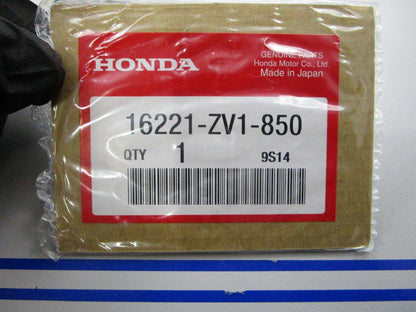 HONDA
GENUINE PARTS
Honda Motor Co., Ltd.
Made in Japan
16221-ZV1-850
QTY 1 9S14